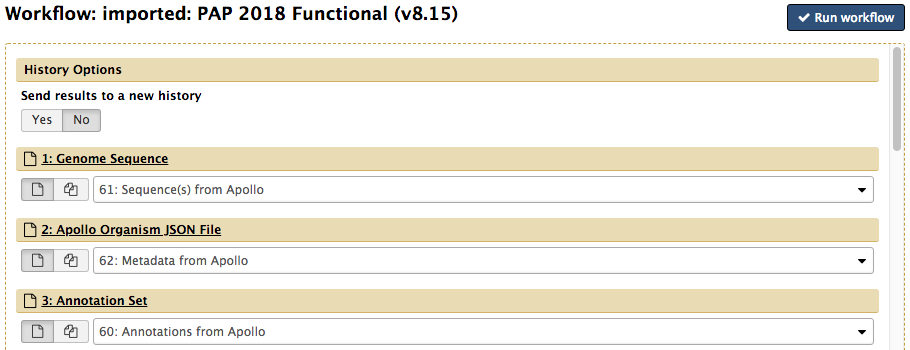 Workflow: imported: PAP 2018 Functional (v8.15)
Run workflow
History Options
Send results to a new history
Yes No
1: Genome Sequence
61: Sequence(s) from Apollo
2: Apollo Organism JSON File
62: Metadata from Apollo
3: Annotation Set
60: Annotations from Apollo